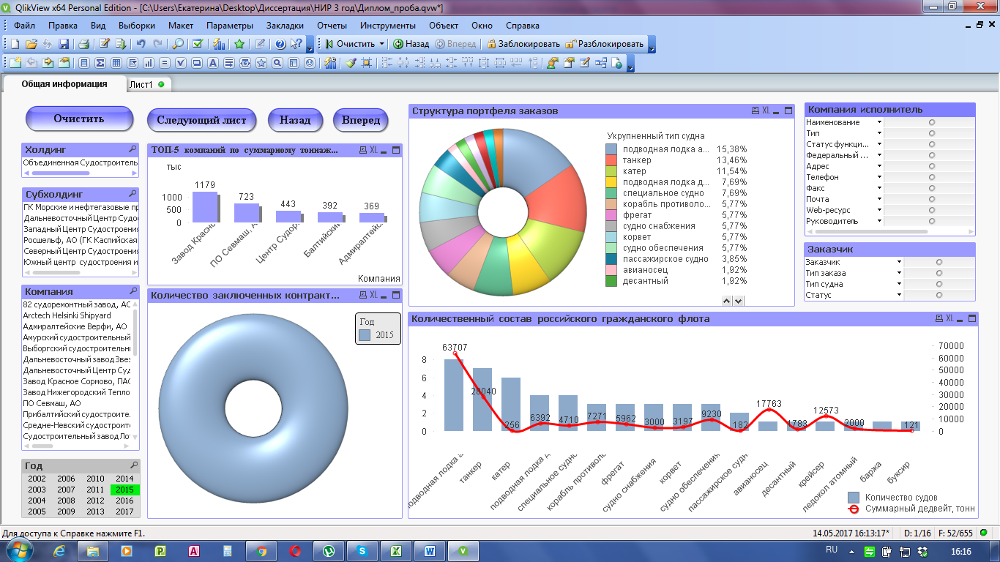 QlikView x64 Personal Edition - [C:\Users\Екатерина\Desktop\Диссертация\НИР 3 год\Диплом_проба.qvw*]
Файл Правка Вид Выборки Макет Параметры Закладки Отчеты Инструменты Объект Окно Справка
Очистить Назад Вперед Заблокировать Разблокировать
Общая информация Лист1
Очистить Следующий лист Назад Вперед
Холдинг
Объединенная Судостроитель
Субхолдинг
ГК Морские и нефтегазовые пр
Дальневосточный Центр Судо
Западный Центр Судостроения
Росшельф, АО (ГК Каспийская
Северный Центр Судостроения
Южный центр судостроения и
Компания
82 судоремонтный завод, АО
Arctech Helsinki Shipyard
Адмиралтейские Верфи, АО
Амурский судостроительный
Выборгский судостроительны
Дальневосточный завод Звез
Дальневосточный Центр Суд
Завод Красное Сормово, ПАО
Завод Нижегородский Тепло
ПО Севмаш, АО
Прибалтийский судостроите.
Средне-Невский судостроит
Судостроительный завод Ло
Год
2002 2006 2010 2014
2003 2007 2011 2015
2004 2008 2012 2016
2005 2009 2013 2017
ТОП-5 компаний по суммарному тоннаж... XL
тыс
1179 723 443 392 369
1000
500
0
Завод Красно
ПО Севмаш, А
Центр Судор
Балтийский
Адмиралтейс
Компания
Количество заключенных контракт... XL
Год
2015
Структура портфеля заказов XL
Укрупненный тип судна
подводная лодка а... 15,38%
танкер 13,46%
катер 11,54%
подводная лодка д... 7,69%
специальное судно 7,69%
корабль противоло... 5,77%
фрегат 5,77%
судно снабжения 5,77%
корвет 5,77%
судно обеспечения 5,77%
пассажирское судно 3,85%
авианосец 1,92%
десантный 1,92%
Компания исполнитель
Наименование
Тип
Статус функци...
Федеральный ...
Адрес
Телефон
Факс
Почта
Web-ресурс
Руководитель
Заказчик
Заказчик
Тип заказа
Тип судна
Статус
Количественный состав российского гражданского флота XL
8
6
4
2
0
63707 28040 256 6392 4710 7271 5962 3000 3197 9230 182 17763 1783 12573 2000 121
70000
60000
50000
40000
30000
20000
10000
0
одводная лодка а
танкер
катер
подводная лодка д
специальное судно
корабль противоло
фрегат
судно снабжения
корвет
судно обеспечения
пассажирское судн
авианосец
десантный
крейсер
ледокол атомный
баржа
буксир
Количество судов
Суммарный дедвейт, тонн
Для доступа к Справке нажмите F1.
14.05.2017 16:13:17* D: 1/16 F: 52/655
RU 16:16